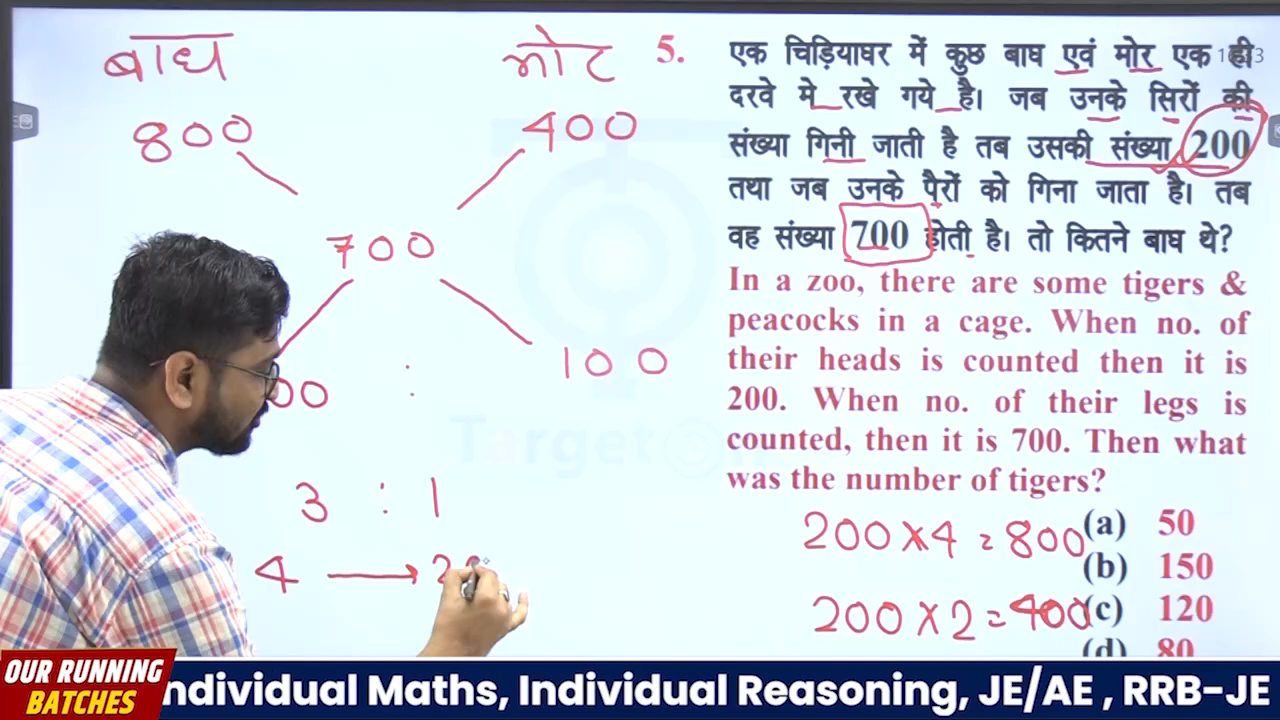 बाघ
मोर
800
400
700
00 : 100
3 : 1
4 → 2
5. एक चिड़ियाघर में कुछ बाघ एवं मोर एक ही
दरवे मे रखे गये है। जब उनके सिरों की
संख्या गिनी जाती है तब उसकी संख्या 200
तथा जब उनके पैरों को गिना जाता है। तब
वह संख्या 700 होती है। तो कितने बाघ थे?
In a zoo, there are some tigers &
peacocks in a cage. When no. of
their heads is counted then it is
200. When no. of their legs is
counted, then it is 700. Then what
was the number of tigers?
200 × 4 = 800
(a) 50
(b) 150
200 × 2 = 400
(c) 120
(d) 80
Target
OUR RUNNING
BATCHES
ndividual Maths, Individual Reasoning, JE/AE , RRB-JE